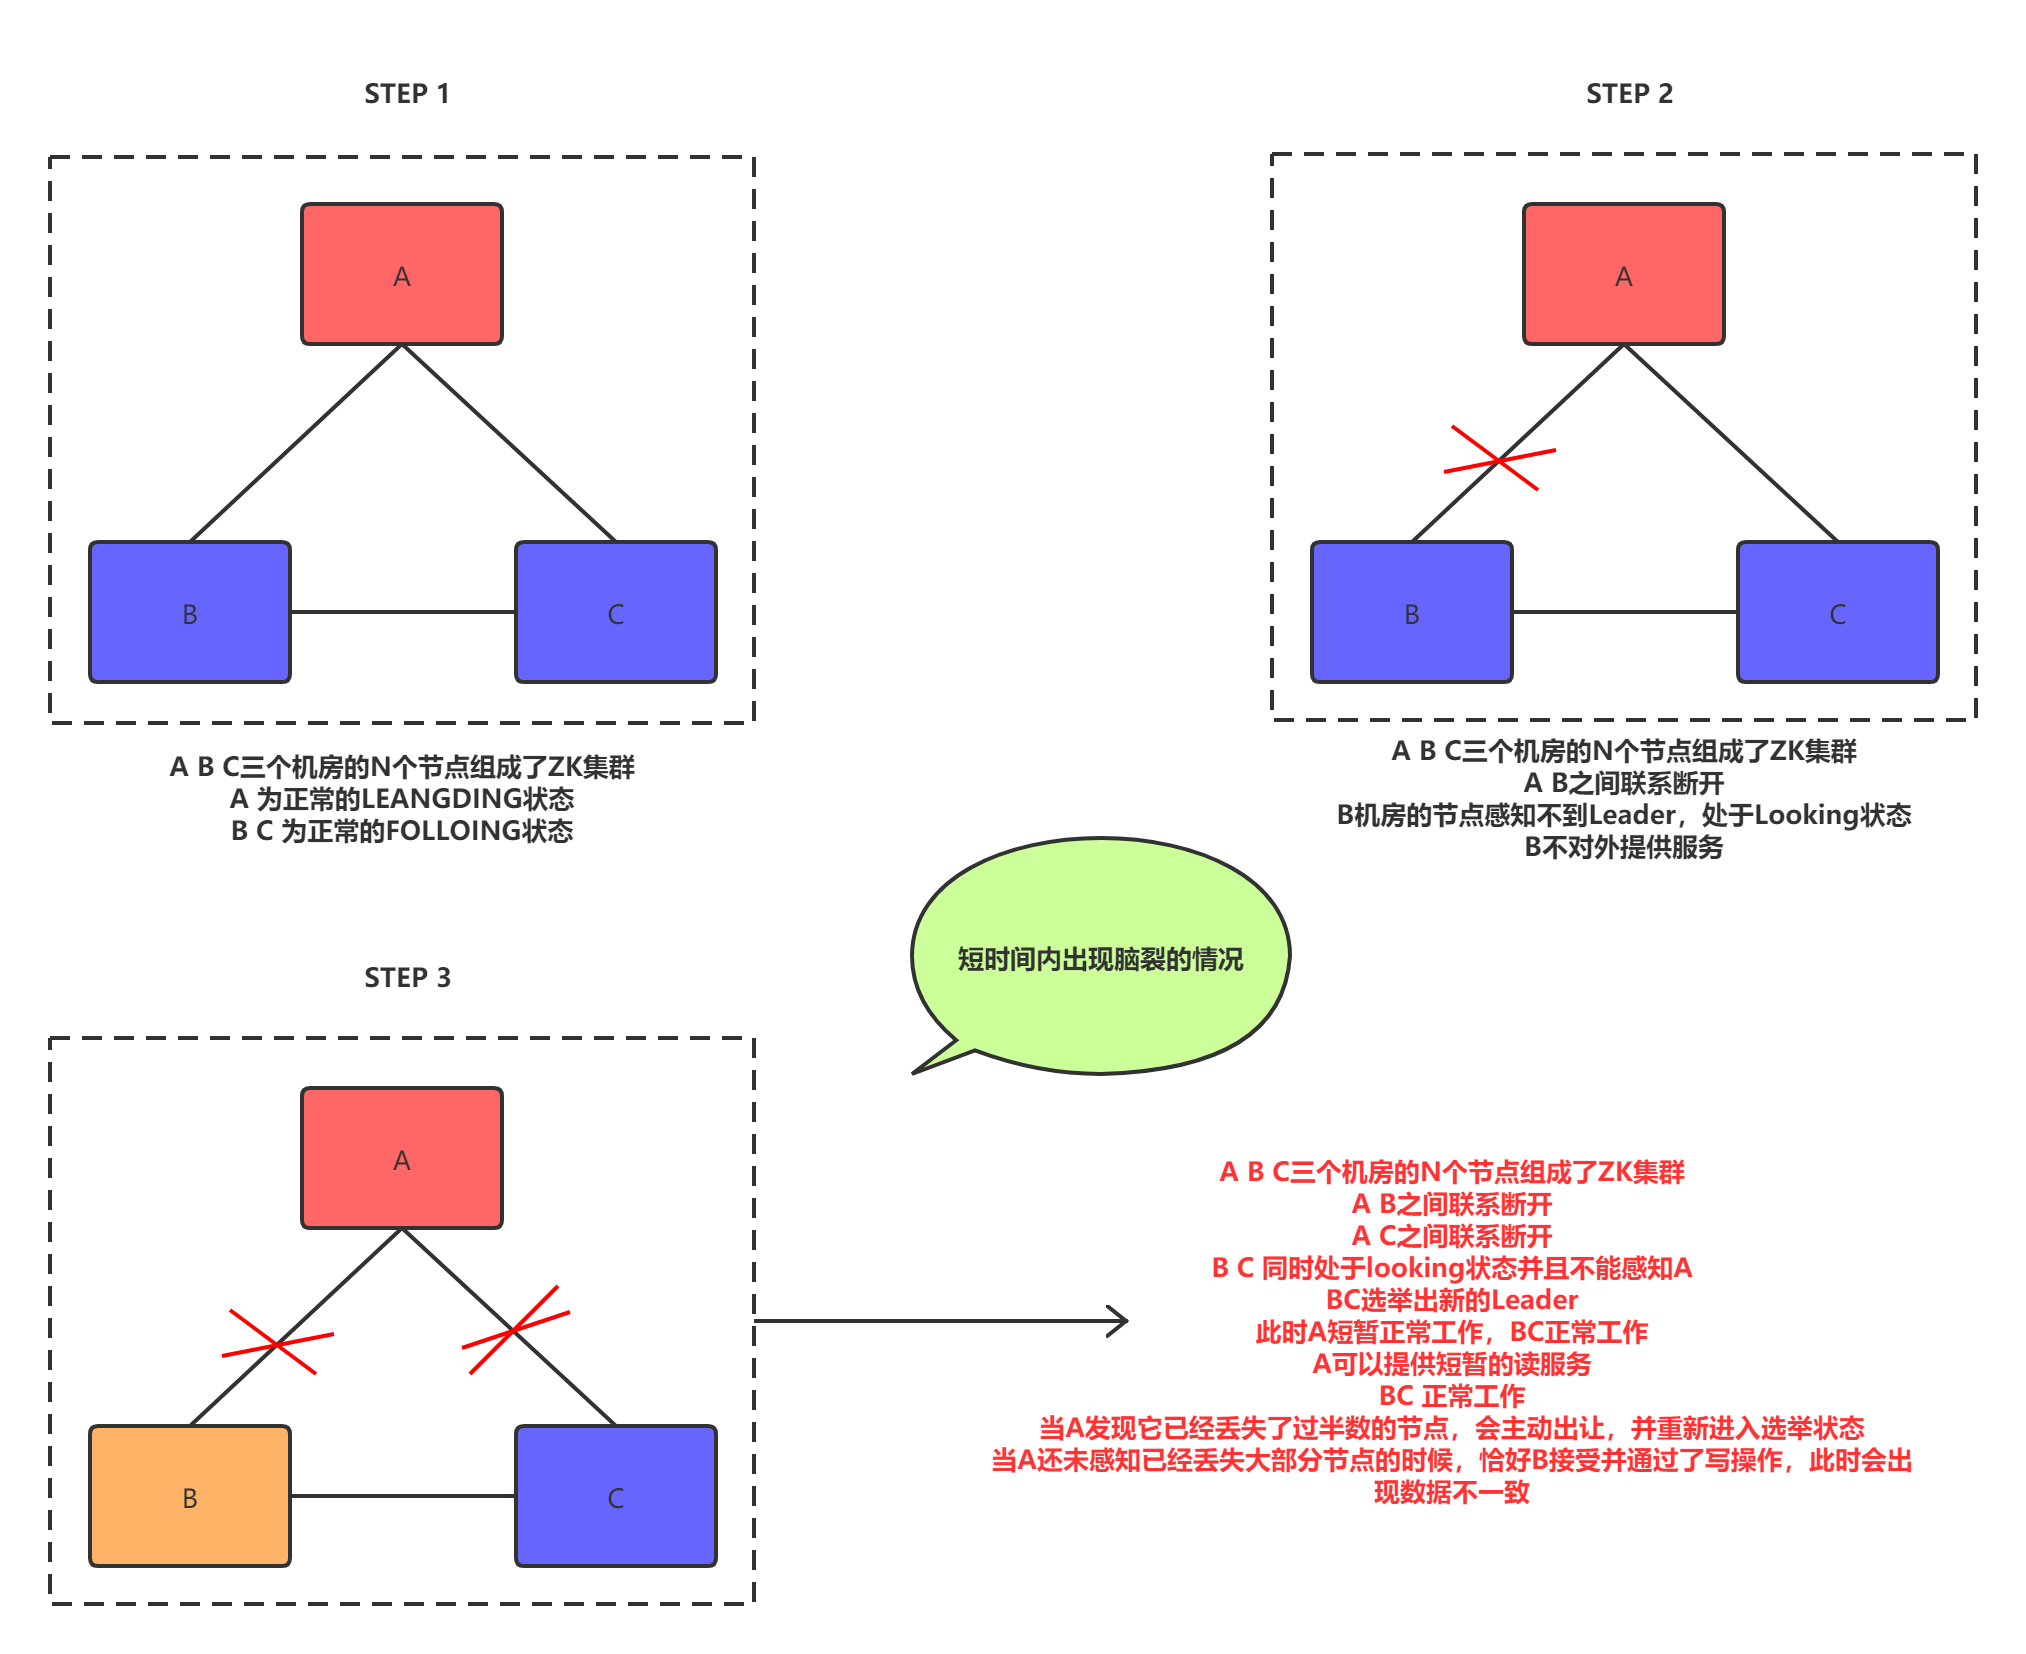 STEP 1
A
B
C
A B C三个机房的N个节点组成了ZK集群
A 为正常的LEANGDING状态
B C 为正常的FOLLOING状态
STEP 2
A
B
C
A B C三个机房的N个节点组成了ZK集群
A B之间联系断开
B机房的节点感知不到Leader，处于Looking状态
B不对外提供服务
短时间内出现脑裂的情况
STEP 3
A
B
C
A B C三个机房的N个节点组成了ZK集群
A B之间联系断开
A C之间联系断开
B C 同时处于looking状态并且不能感知A
BC选举出新的Leader
此时A短暂正常工作，BC正常工作
A可以提供短暂的读服务
BC 正常工作
当A发现它已经丢失了过半数的节点，会主动出让，并重新进入选举状态
当A还未感知已经丢失大部分节点的时候，恰好B接受并通过了写操作，此时会出
现数据不一致